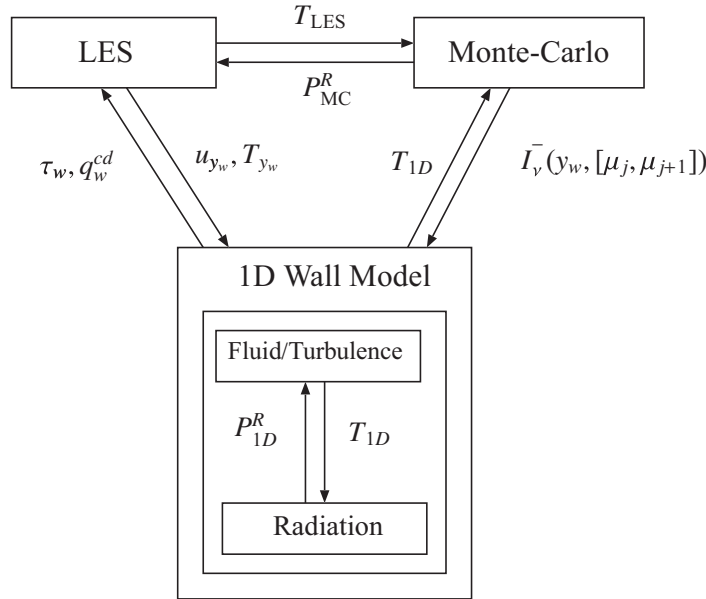 T_LES
LES
Monte-Carlo
P^R_MC
τ_w, q_w^cd
u_{y_w}, T_{y_w}
T_1D
I_ν^-(y_w, [μ_j, μ_{j+1}])
1D Wall Model
Fluid/Turbulence
P^R_1D
T_1D
Radiation